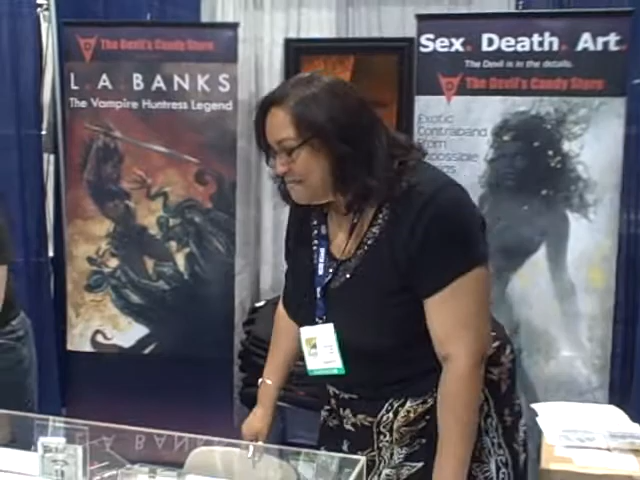 The Devil's Candy Store
L.A. BANKS
The Vampire Huntress Legend
Sex. Death. Art.
The Devil is in the details.
The Devil's Candy Store
Exotic
Contraband
From
L.A. BANKS